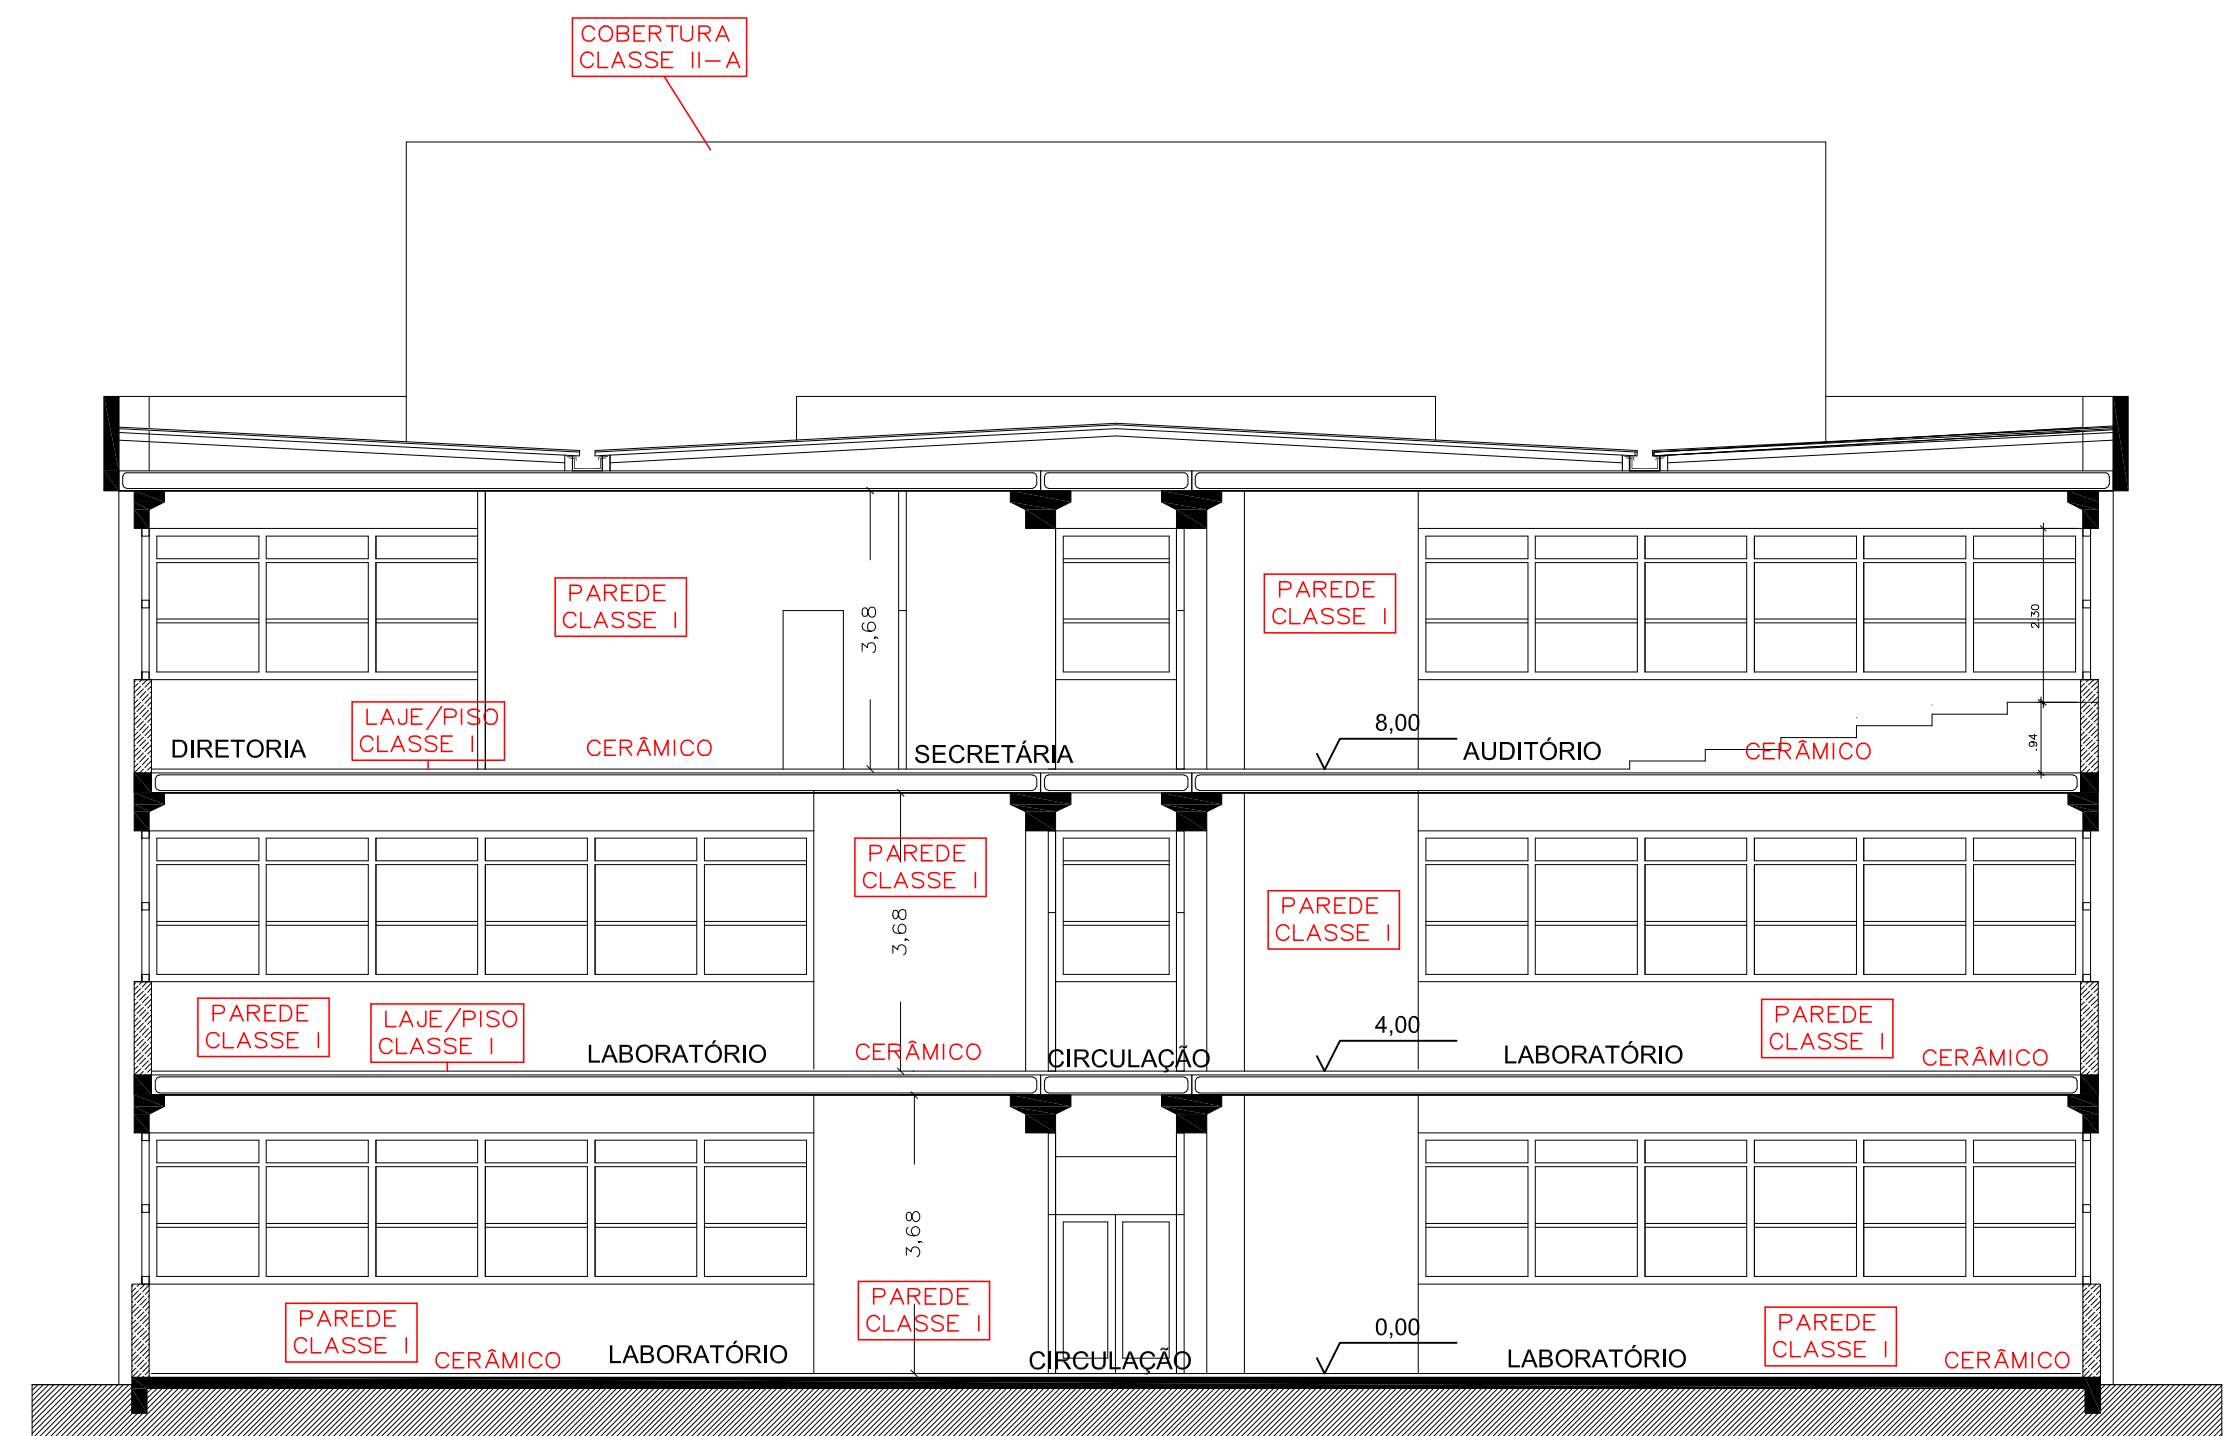 COBERTURA
CLASSE II-A
PAREDE
CLASSE I
3,68
PAREDE
CLASSE I
2.30
LAJE/PISO
CLASSE I
DIRETORIA
CERÂMICO
SECRETÁRIA
8,00
AUDITÓRIO
CERÂMICO
.94
PAREDE
CLASSE I
3,68
PAREDE
CLASSE I
PAREDE
CLASSE I
LAJE/PISO
CLASSE I
LABORATÓRIO
CERÂMICO
CIRCULAÇÃO
4,00
LABORATÓRIO
PAREDE
CLASSE I
CERÂMICO
3,68
PAREDE
CLASSE I
CERÂMICO
LABORATÓRIO
PAREDE
CLASSE I
CIRCULAÇÃO
0,00
LABORATÓRIO
PAREDE
CLASSE I
CERÂMICO